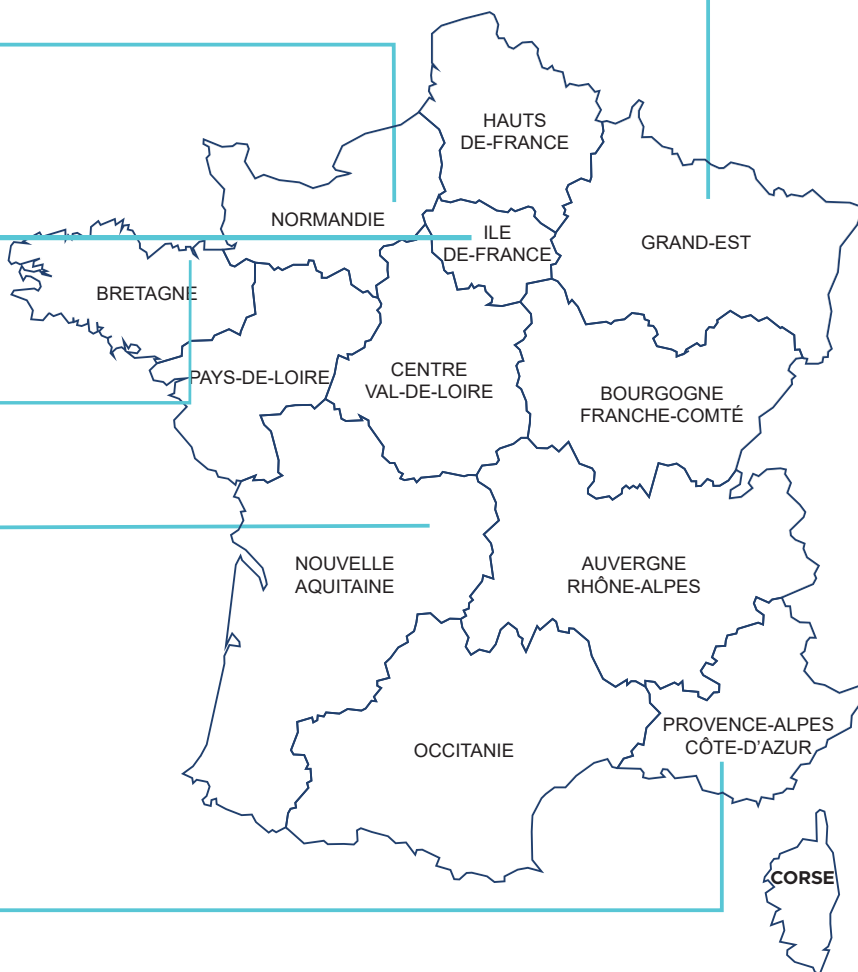 HAUTS
DE-FRANCE
NORMANDIE
ILE
DE-FRANCE
GRAND-EST
BRETAGNE
PAYS-DE-LOIRE
CENTRE
VAL-DE-LOIRE
BOURGOGNE
FRANCHE-COMTÉ
NOUVELLE
AQUITAINE
AUVERGNE
RHÔNE-ALPES
OCCITANIE
PROVENCE-ALPES
CÔTE-D'AZUR
CORSE